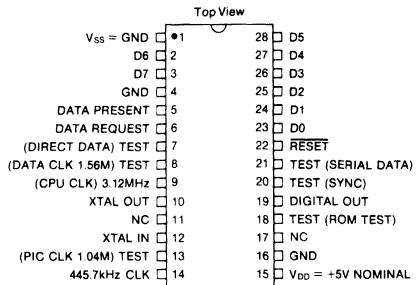 Top View
VSS = GND 1 28 D5
D6 2 27 D4
D7 3 26 D3
GND 4 25 D2
DATA PRESENT 5 24 D1
DATA REQUEST 6 23 D0
(DIRECT DATA) TEST 7 22 RESET
(DATA CLK 1.56M) TEST 8 21 TEST (SERIAL DATA)
(CPU CLK) 3.12MHz 9 20 TEST (SYNC)
XTAL OUT 10 19 DIGITAL OUT
NC 11 18 TEST (ROM TEST)
XTAL IN 12 17 NC
(PIC CLK 1.04M) TEST 13 16 GND
445.7kHz CLK 14 15 VDD = +5V NOMINAL